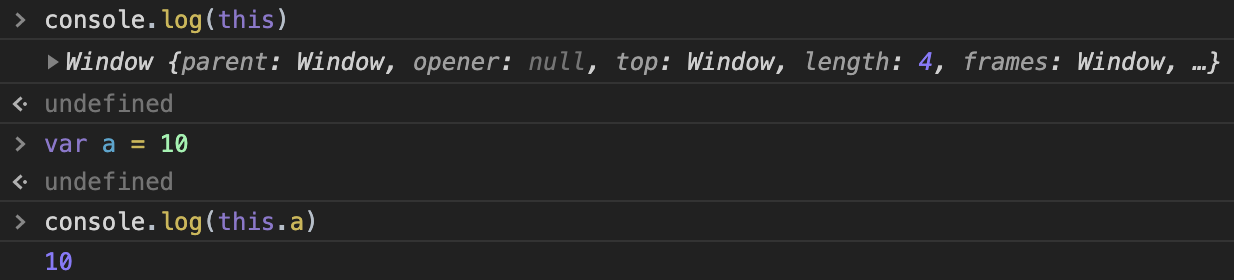 > console.log(this)
▶Window {parent: Window, opener: null, top: Window, length: 4, frames: Window, …}
<· undefined
> var a = 10
<· undefined
> console.log(this.a)
10